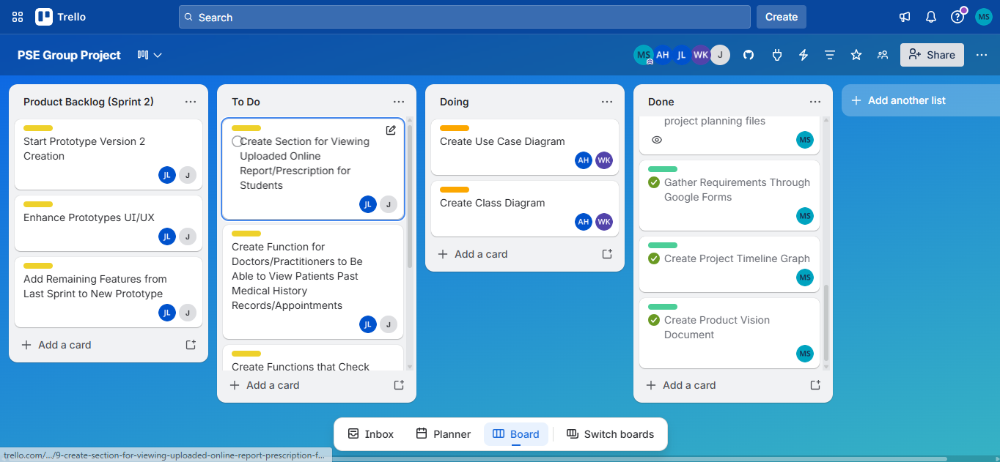 Trello
Search
Create
MS
PSE Group Project
MS AH JL WK J
Share
Product Backlog (Sprint 2)
Start Prototype Version 2
Creation
JL J
Enhance Prototypes UI/UX
JL J
Add Remaining Features from
Last Sprint to New Prototype
JL J
Add a card
To Do
Create Section for Viewing
Uploaded Online
Report/Prescription for
Students
JL J
Create Function for
Doctors/Practitioners to Be
Able to View Patients Past
Medical History
Records/Appointments
JL J
Create Functions that Check
Add a card
Doing
Create Use Case Diagram
AH WK
Create Class Diagram
AH WK
Add a card
Done
project planning files
MS
Gather Requirements Through
Google Forms
MS
Create Project Timeline Graph
MS
Create Product Vision
Document
MS
Add a card
Add another list
Inbox
Planner
Board
Switch boards
trello.com/.../9-create-section-for-viewing-uploaded-online-report-prescription-f...